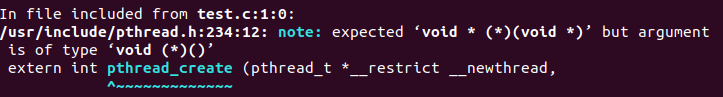 In file included from test.c:1:0:
/usr/include/pthread.h:234:12: note: expected ‘void * (*)(void *)’ but argument
 is of type ‘void (*)()’
 extern int pthread_create (pthread_t *__restrict __newthread,
            ^~~~~~~~~~~~~~